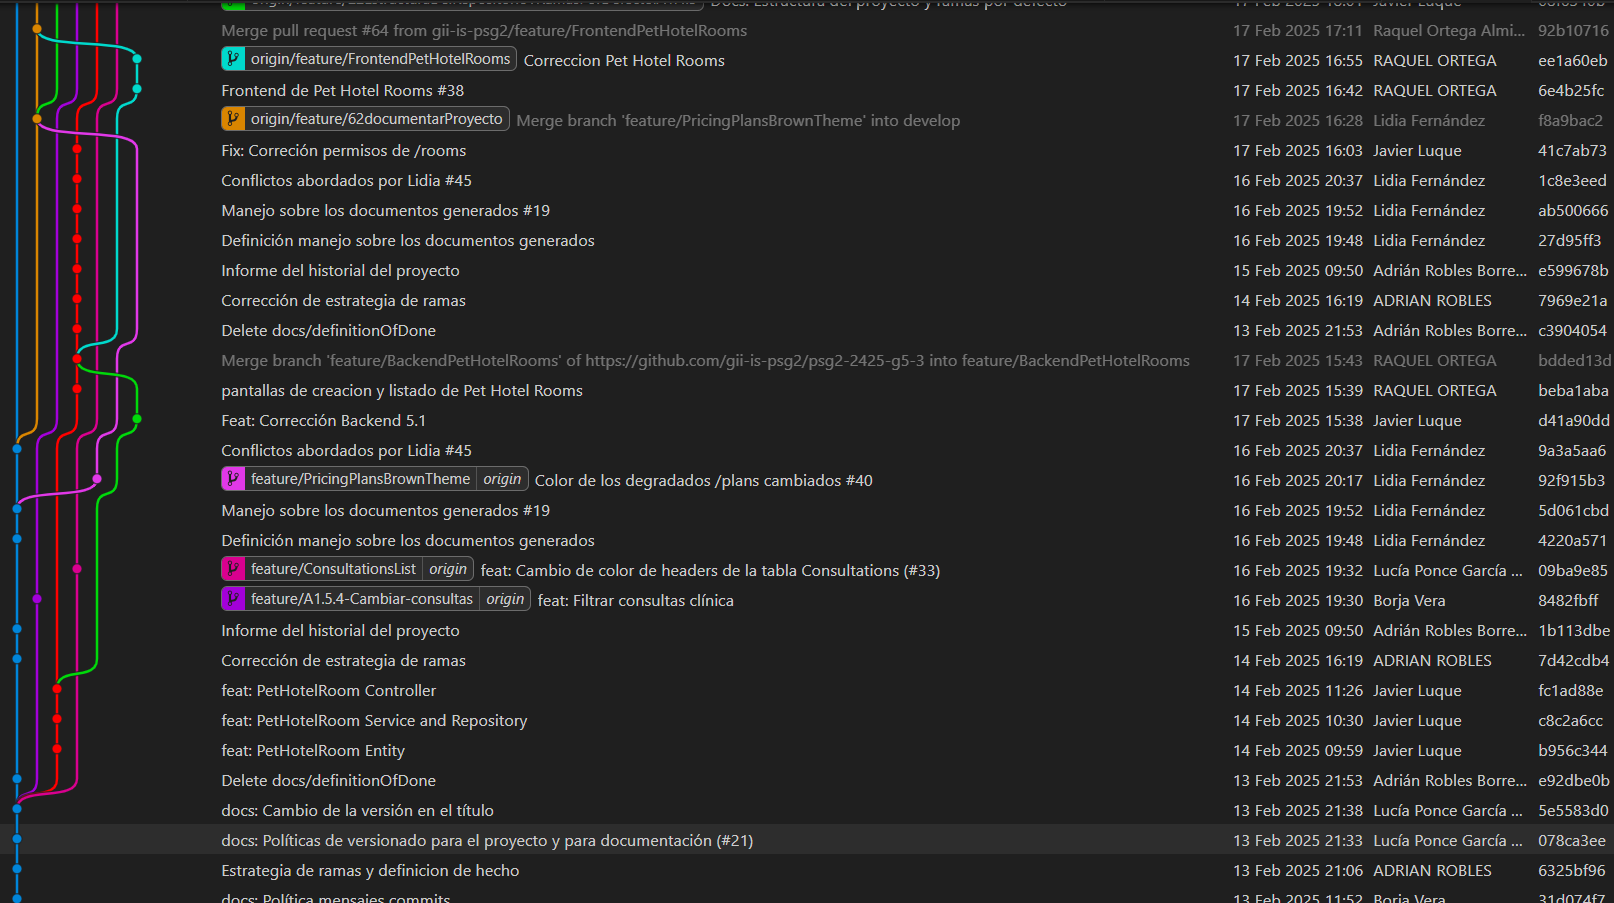 Docs: Estructura del proyecto y ramas por defecto Javier Luque
Merge pull request #64 from gii-is-psg2/feature/FrontendPetHotelRooms 17 Feb 2025 17:11 Raquel Ortega Almi... 92b10716
origin/feature/FrontendPetHotelRooms Correccion Pet Hotel Rooms 17 Feb 2025 16:55 RAQUEL ORTEGA ee1a60eb
Frontend de Pet Hotel Rooms #38 17 Feb 2025 16:42 RAQUEL ORTEGA 6e4b25fc
origin/feature/62documentarProyecto Merge branch 'feature/PricingPlansBrownTheme' into develop 17 Feb 2025 16:28 Lidia Fernández f8a9bac2
Fix: Correción permisos de /rooms 17 Feb 2025 16:03 Javier Luque 41c7ab73
Conflictos abordados por Lidia #45 16 Feb 2025 20:37 Lidia Fernández 1c8e3eed
Manejo sobre los documentos generados #19 16 Feb 2025 19:52 Lidia Fernández ab500666
Definición manejo sobre los documentos generados 16 Feb 2025 19:48 Lidia Fernández 27d95ff3
Informe del historial del proyecto 15 Feb 2025 09:50 Adrián Robles Borre... e599678b
Corrección de estrategia de ramas 14 Feb 2025 16:19 ADRIAN ROBLES 7969e21a
Delete docs/definitionOfDone 13 Feb 2025 21:53 Adrián Robles Borre... c3904054
Merge branch 'feature/BackendPetHotelRooms' of https://github.com/gii-is-psg2/psg2-2425-g5-3 into feature/BackendPetHotelRooms 17 Feb 2025 15:43 RAQUEL ORTEGA bdded13d
pantallas de creacion y listado de Pet Hotel Rooms 17 Feb 2025 15:39 RAQUEL ORTEGA beba1aba
Feat: Corrección Backend 5.1 17 Feb 2025 15:38 Javier Luque d41a90dd
Conflictos abordados por Lidia #45 16 Feb 2025 20:37 Lidia Fernández 9a3a5aa6
feature/PricingPlansBrownTheme origin Color de los degradados /plans cambiados #40 16 Feb 2025 20:17 Lidia Fernández 92f915b3
Manejo sobre los documentos generados #19 16 Feb 2025 19:52 Lidia Fernández 5d061cbd
Definición manejo sobre los documentos generados 16 Feb 2025 19:48 Lidia Fernández 4220a571
feature/ConsultationsList origin feat: Cambio de color de headers de la tabla Consultations (#33) 16 Feb 2025 19:32 Lucía Ponce García ... 09ba9e85
feature/A1.5.4-Cambiar-consultas origin feat: Filtrar consultas clínica 16 Feb 2025 19:30 Borja Vera 8482fbff
Informe del historial del proyecto 15 Feb 2025 09:50 Adrián Robles Borre... 1b113dbe
Corrección de estrategia de ramas 14 Feb 2025 16:19 ADRIAN ROBLES 7d42cdb4
feat: PetHotelRoom Controller 14 Feb 2025 11:26 Javier Luque fc1ad88e
feat: PetHotelRoom Service and Repository 14 Feb 2025 10:30 Javier Luque c8c2a6cc
feat: PetHotelRoom Entity 14 Feb 2025 09:59 Javier Luque b956c344
Delete docs/definitionOfDone 13 Feb 2025 21:53 Adrián Robles Borre... e92dbe0b
docs: Cambio de la versión en el título 13 Feb 2025 21:38 Lucía Ponce García ... 5e5583d0
docs: Políticas de versionado para el proyecto y para documentación (#21) 13 Feb 2025 21:33 Lucía Ponce García ... 078ca3ee
Estrategia de ramas y definicion de hecho 13 Feb 2025 21:06 ADRIAN ROBLES 6325bf96
docs: Política mensajes commits 13 Feb 2025 11:52 Borja Vera 31d074f7